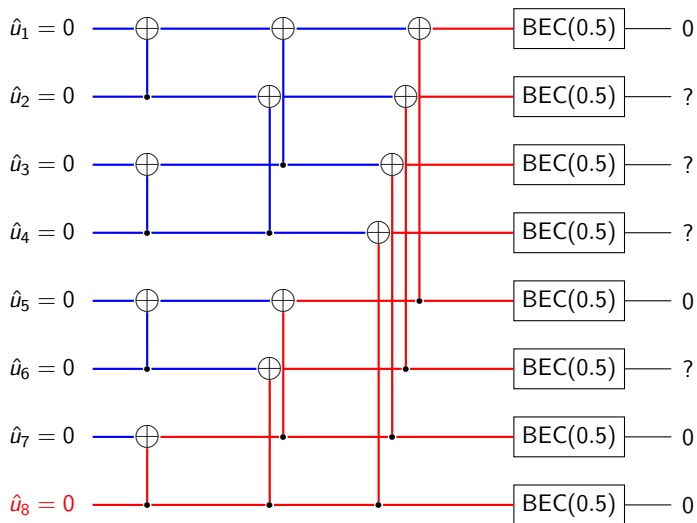 û₁ = 0 BEC(0.5) 0
û₂ = 0 BEC(0.5) ?
û₃ = 0 BEC(0.5) ?
û₄ = 0 BEC(0.5) ?
û₅ = 0 BEC(0.5) 0
û₆ = 0 BEC(0.5) ?
û₇ = 0 BEC(0.5) 0
û₈ = 0 BEC(0.5) 0